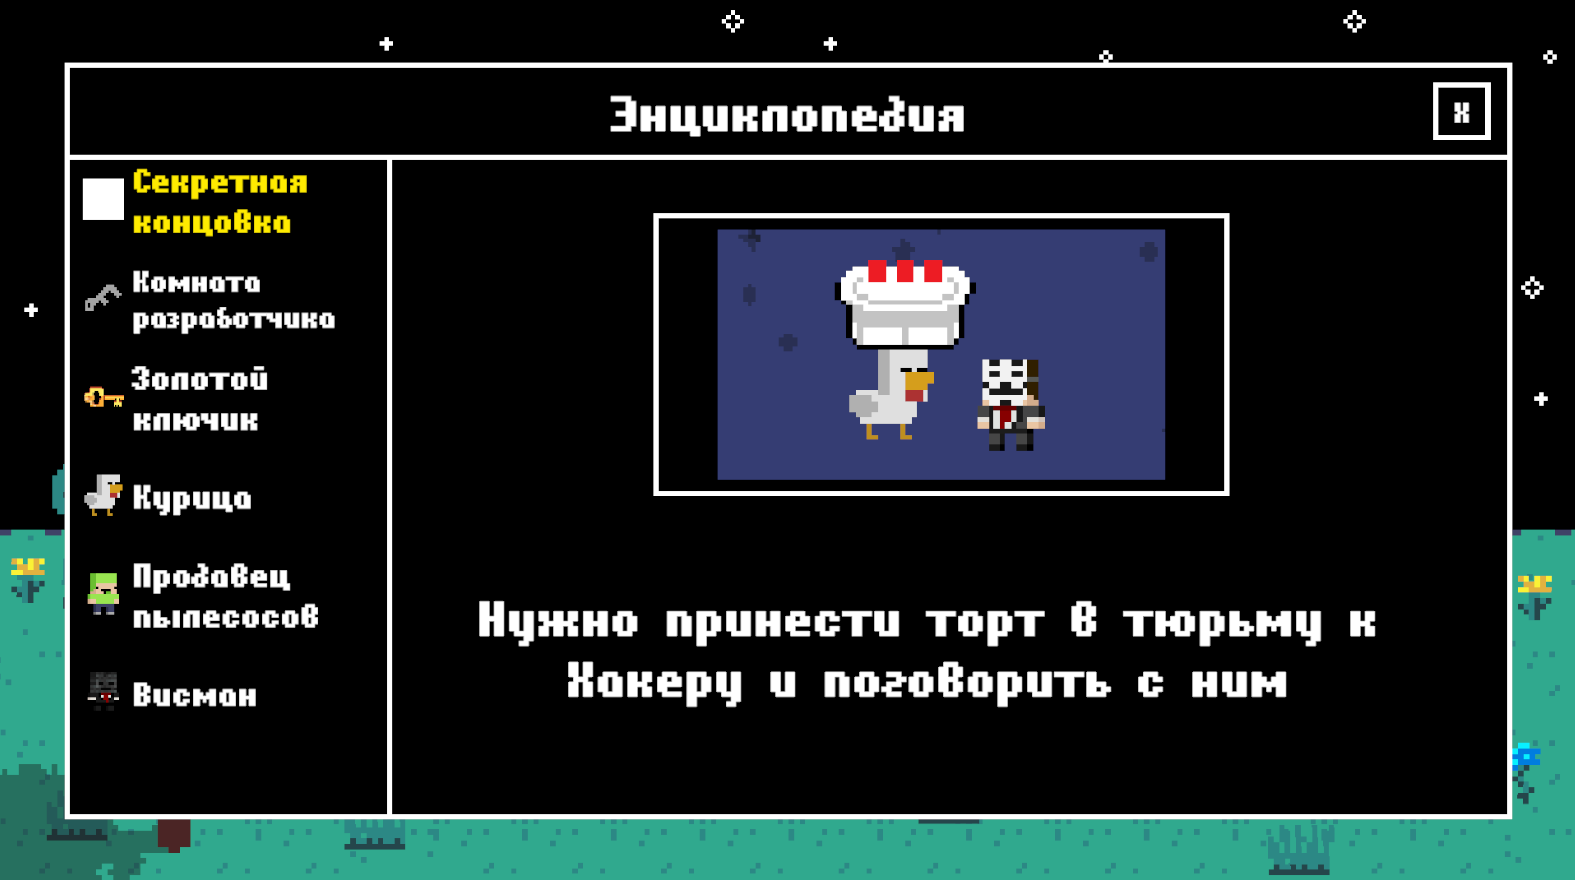 Энциклопедия
X
Секретная
концовка
Комната
разработчика
Золотой
ключик
Курица
Продавец
пылесосов
Висман
Нужно принести торт в тюрьму к
Хакеру и поговорить с ним